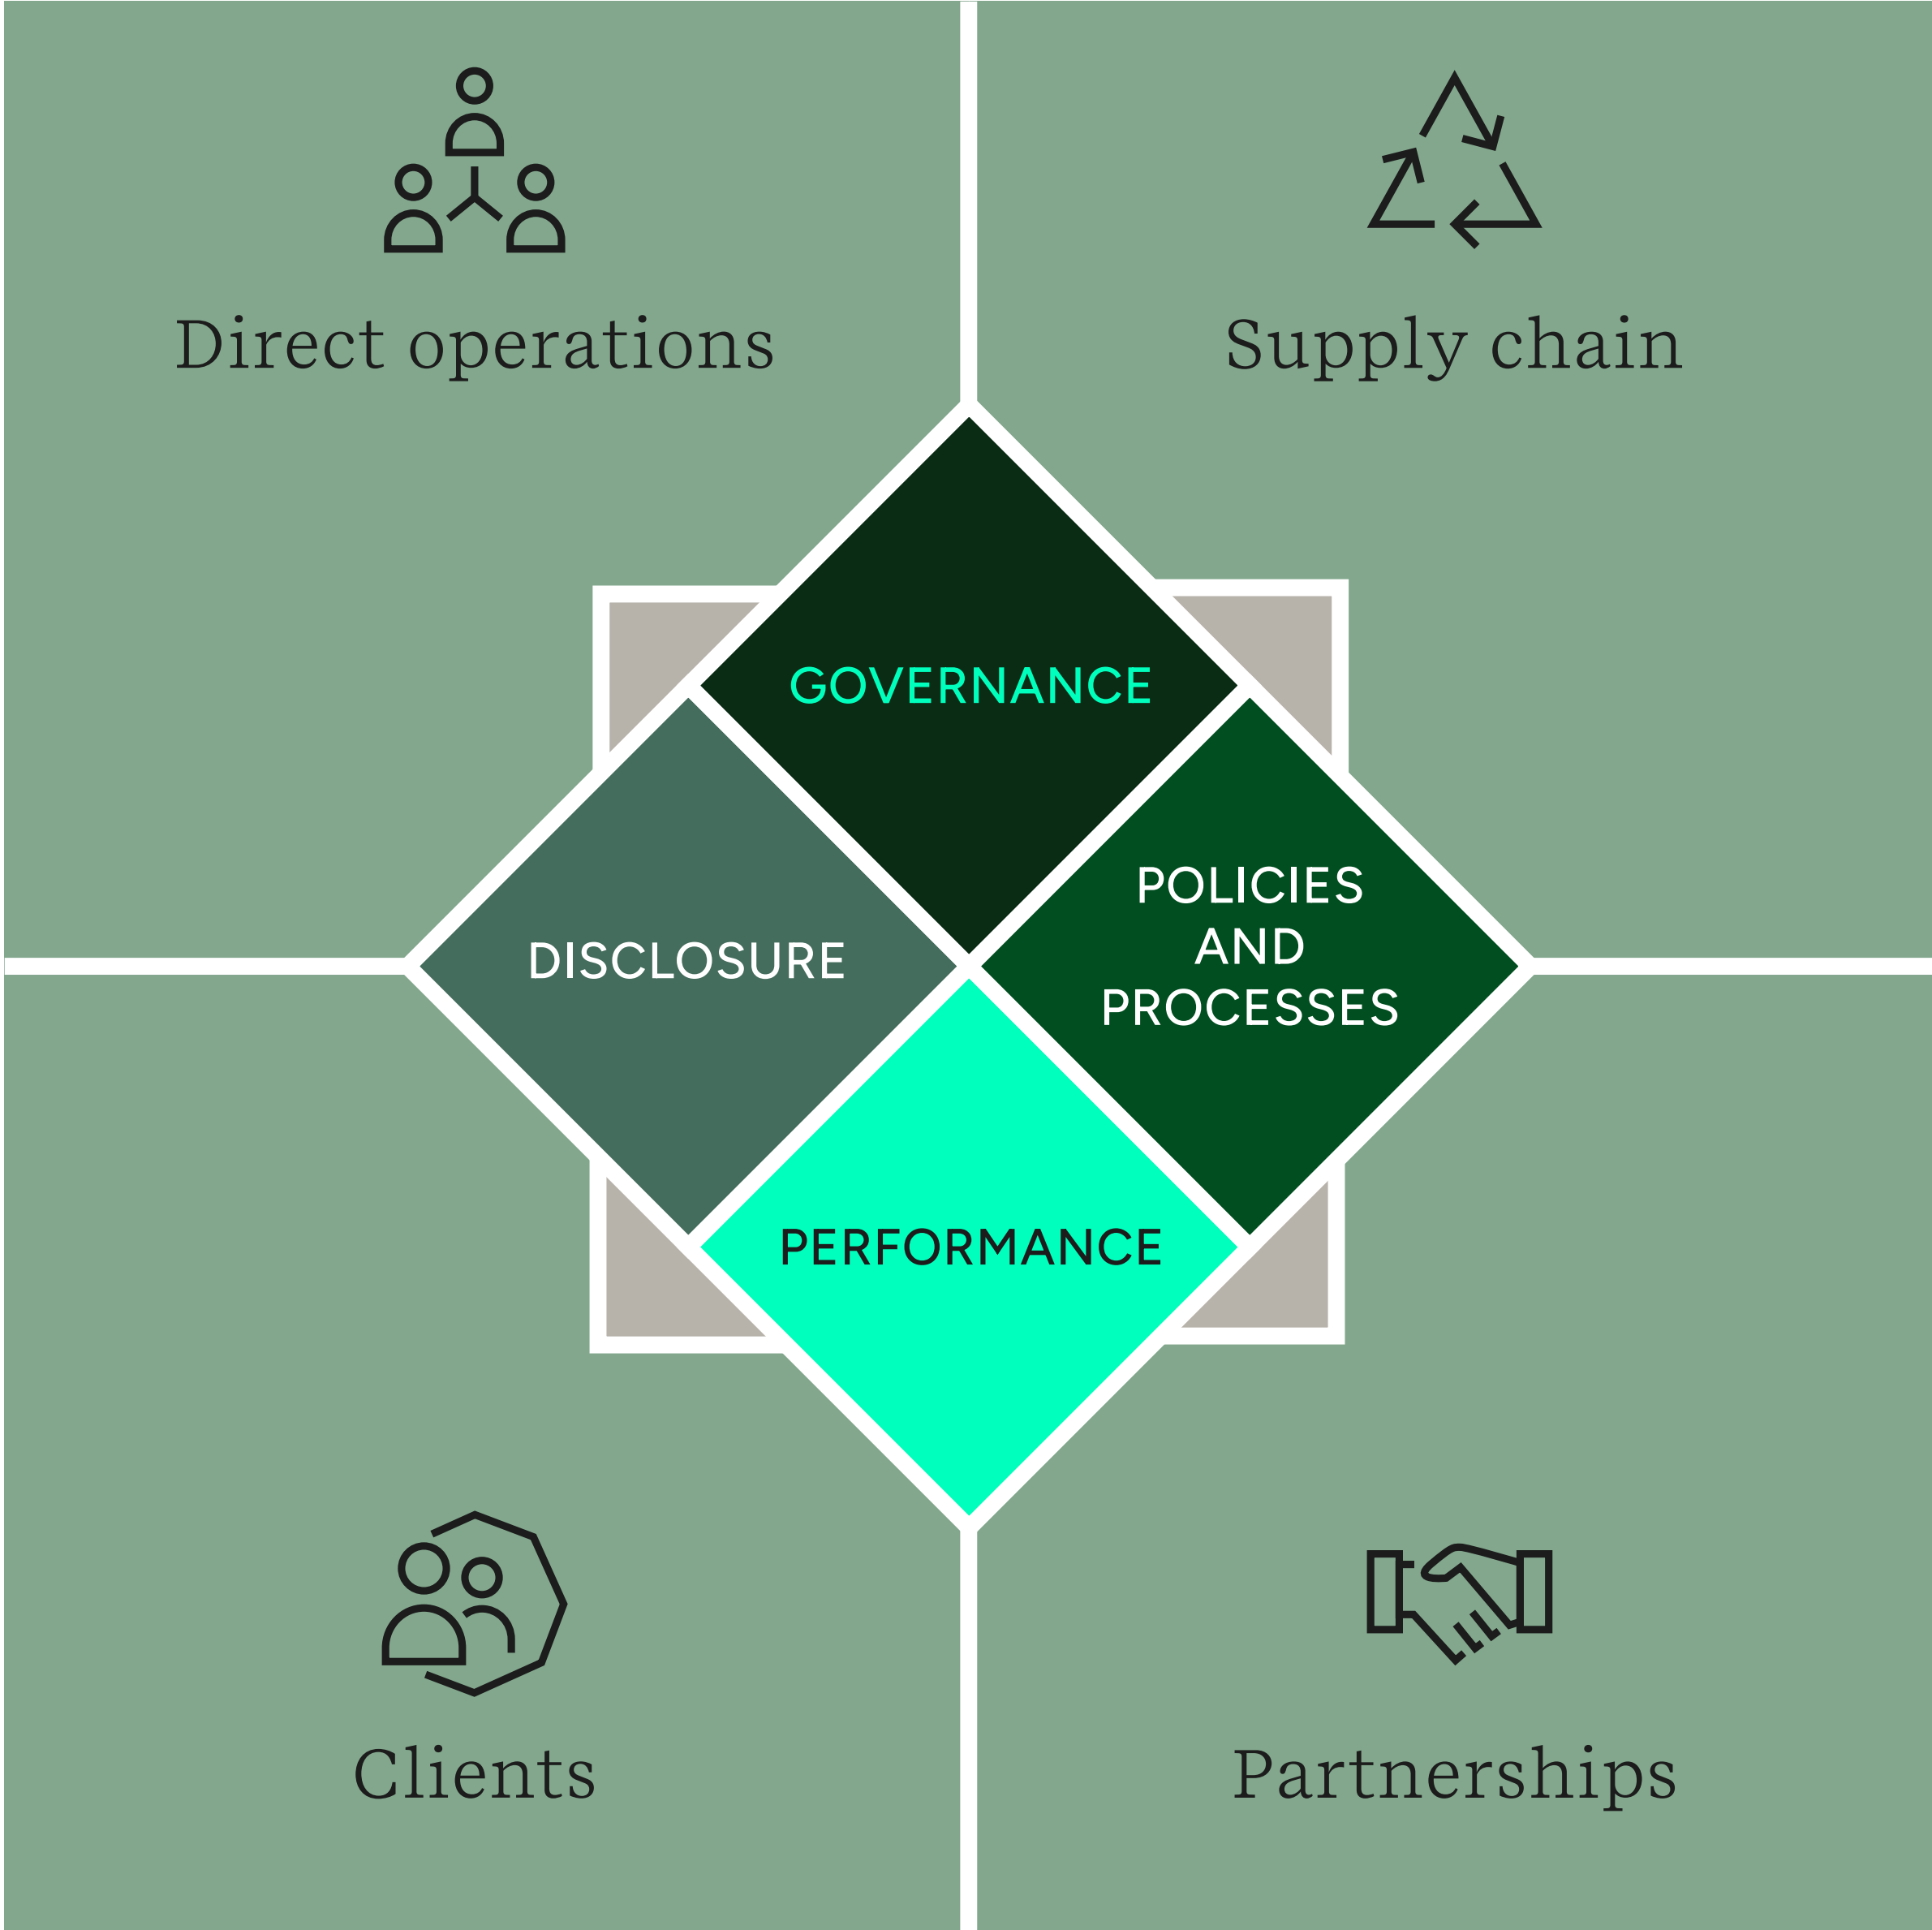 Direct operations
Supply chain
GOVERNANCE
DISCLOSURE
POLICIES
AND
PROCESSES
PERFORMANCE
Clients
Partnerships